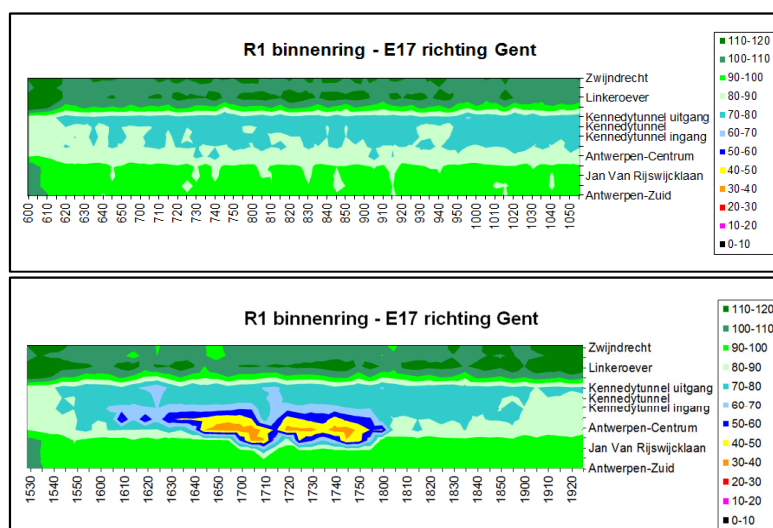 R1 binnenring - E17 richting Gent
Zwijndrecht
Linkeroever
Kennedytunnel uitgang
Kennedytunnel
Kennedytunnel ingang
Antwerpen-Centrum
Jan Van Rijswijcklaan
Antwerpen-Zuid
600 610 620 630 640 650 700 710 720 730 740 750 800 810 820 830 840 850 900 910 920 930 940 950 1000 1010 1020 1030 1040 1050
110-120
100-110
90-100
80-90
70-80
60-70
50-60
40-50
30-40
20-30
10-20
0-10
R1 binnenring - E17 richting Gent
Zwijndrecht
Linkeroever
Kennedytunnel uitgang
Kennedytunnel
Kennedytunnel ingang
Antwerpen-Centrum
Jan Van Rijswijcklaan
Antwerpen-Zuid
1530 1540 1550 1600 1610 1620 1630 1640 1650 1700 1710 1720 1730 1740 1750 1800 1810 1820 1830 1840 1850 1900 1910 1920
110-120
100-110
90-100
80-90
70-80
60-70
50-60
40-50
30-40
20-30
10-20
0-10